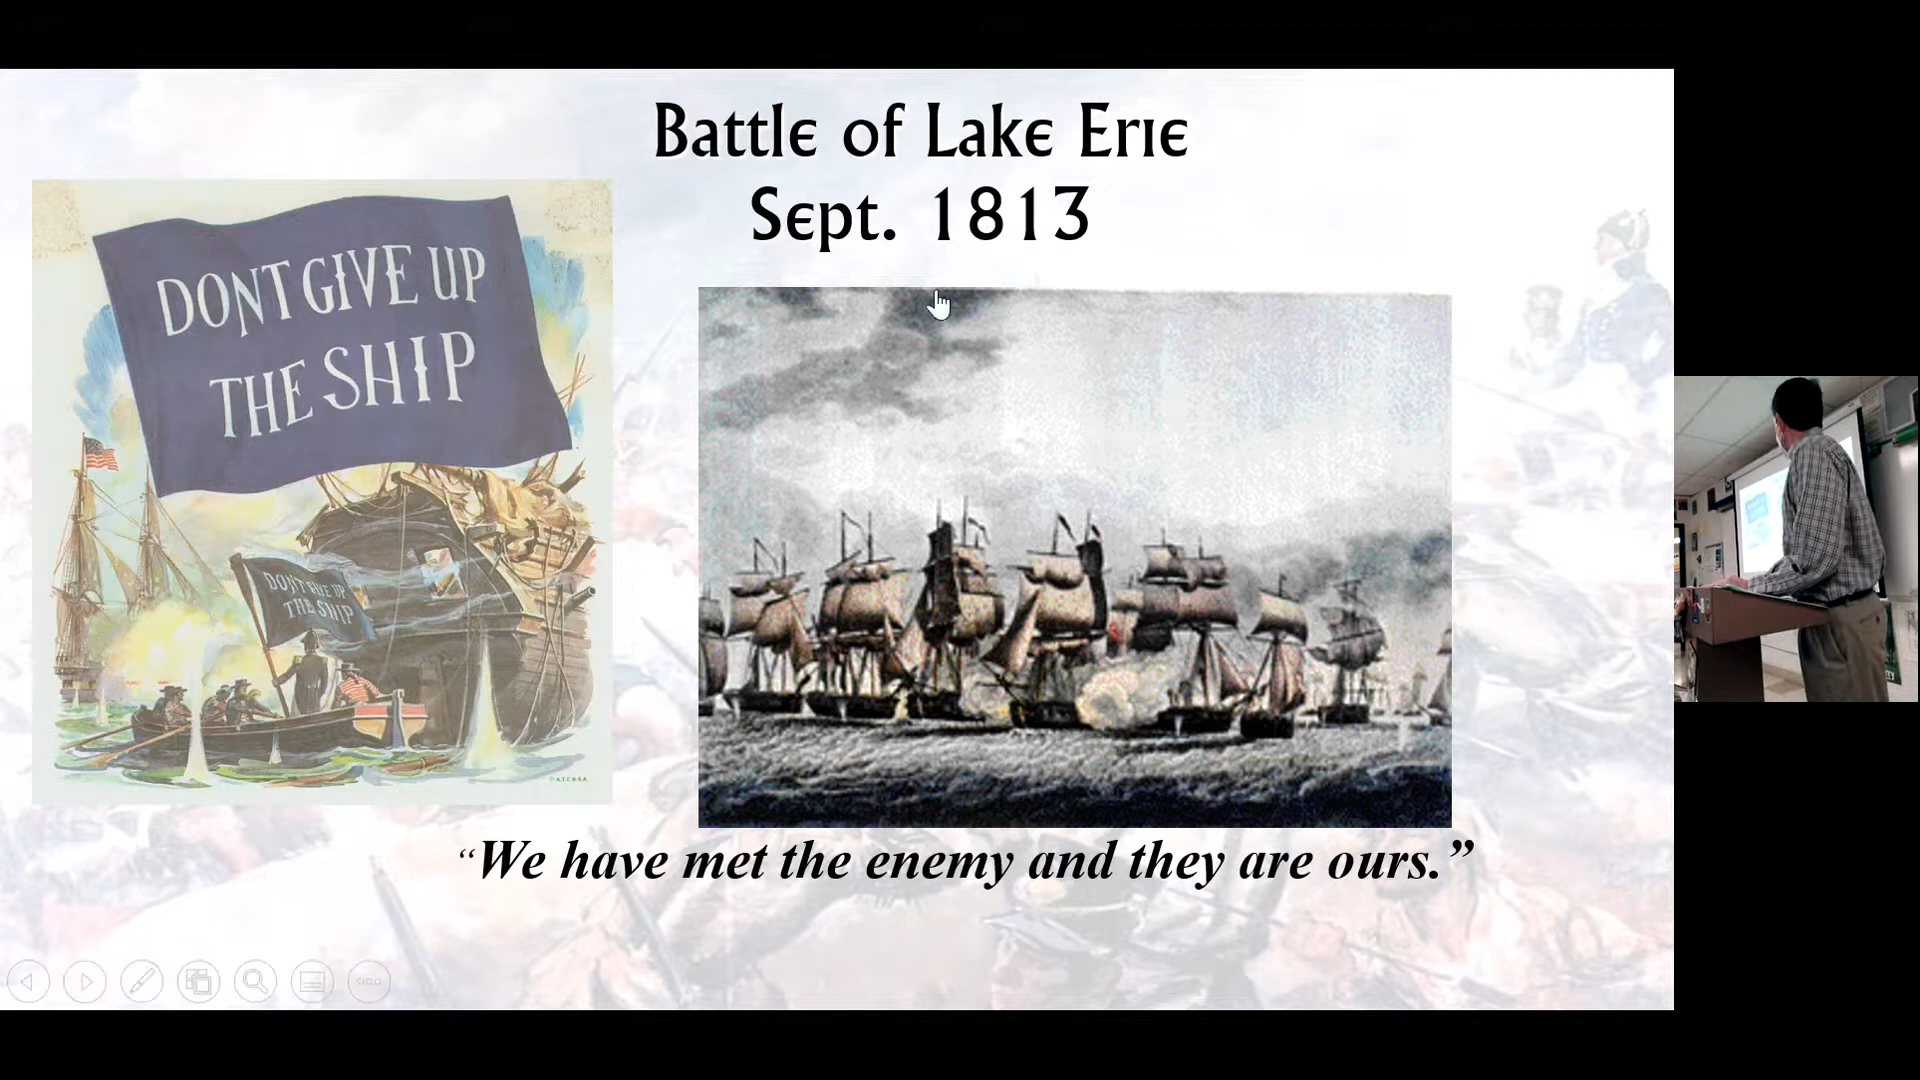 Battle of Lake Erie
Sept. 1813
DONT GIVE UP
THE SHIP
DONT GIVE UP
THE SHIP
“We have met the enemy and they are ours.”